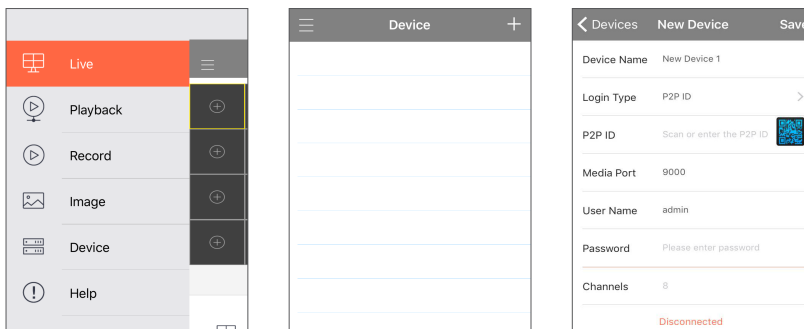 Live
Playback
Record
Image
Device
Help
Device
Devices New Device Save
Device Name New Device 1
Login Type P2P ID
P2P ID Scan or enter the P2P ID
Media Port 9000
User Name admin
Password Please enter password
Channels 8
Disconnected